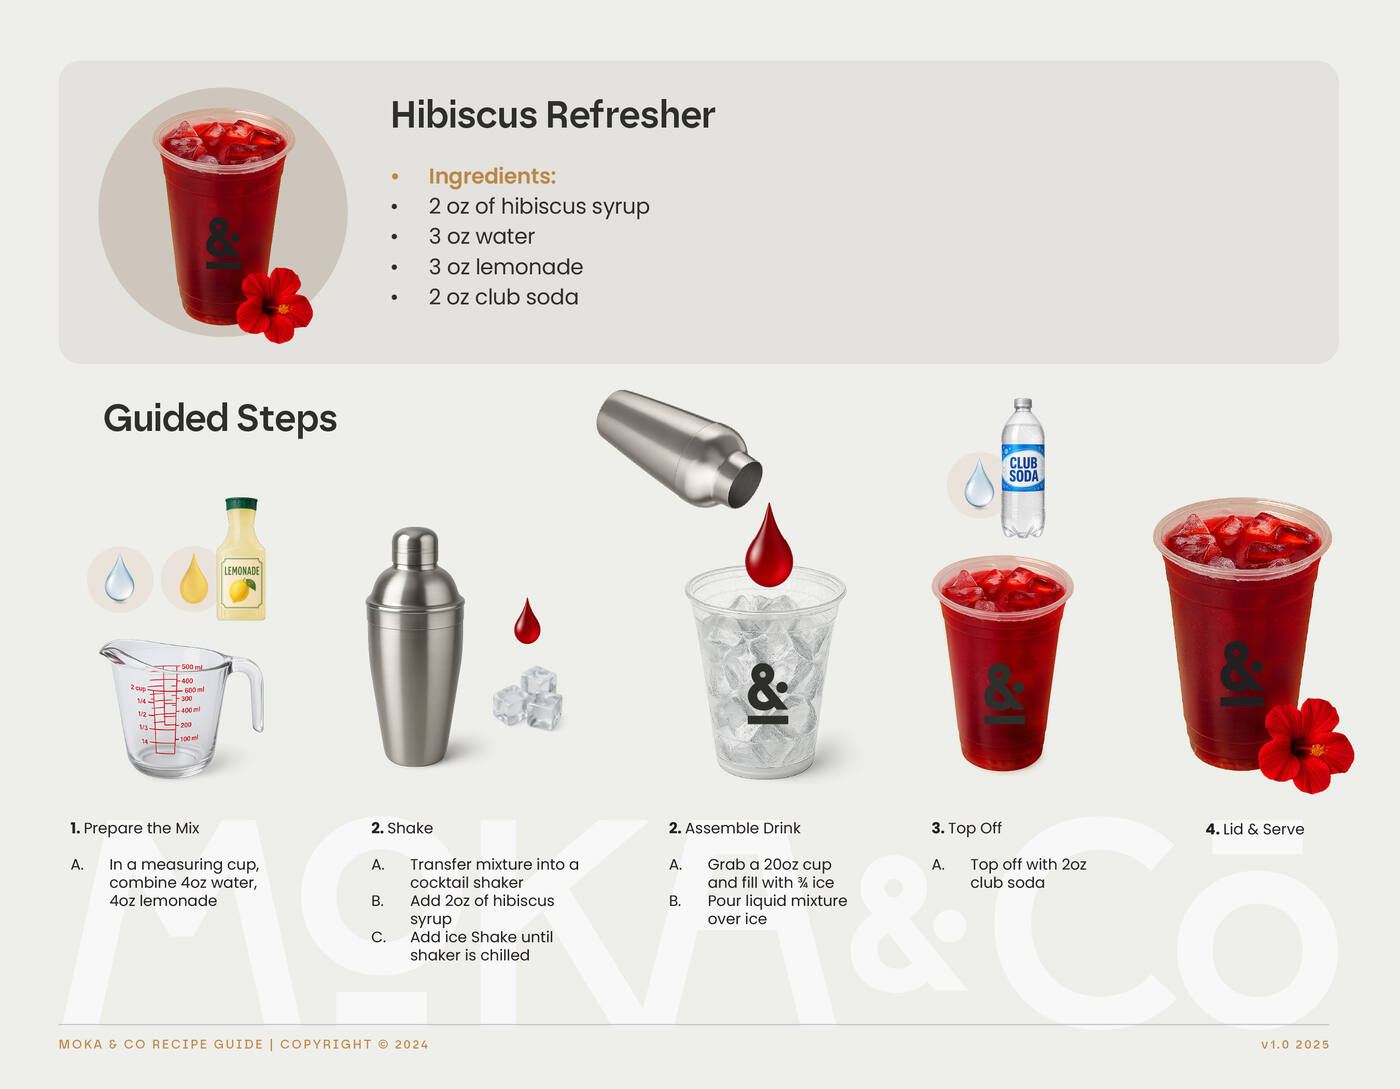 Hibiscus Refresher
• Ingredients:
• 2 oz of hibiscus syrup
• 3 oz water
• 3 oz lemonade
• 2 oz club soda
Guided Steps
LEMONADE
500 ml
400
2 cup
600 ml
1/4
300
1/2
400 ml
200
1/3
14
100 ml
&
CLUB
SODA
1. Prepare the Mix
A. In a measuring cup,
combine 4oz water,
4oz lemonade
2. Shake
A. Transfer mixture into a
cocktail shaker
B. Add 2oz of hibiscus
syrup
C. Add ice Shake until
shaker is chilled
2. Assemble Drink
A. Grab a 20oz cup
and fill with ¾ ice
B. Pour liquid mixture
over ice
3. Top Off
A. Top off with 2oz
club soda
4. Lid & Serve
MOKA&CO
MOKA & CO RECIPE GUIDE | COPYRIGHT © 2024
v1.0 2025